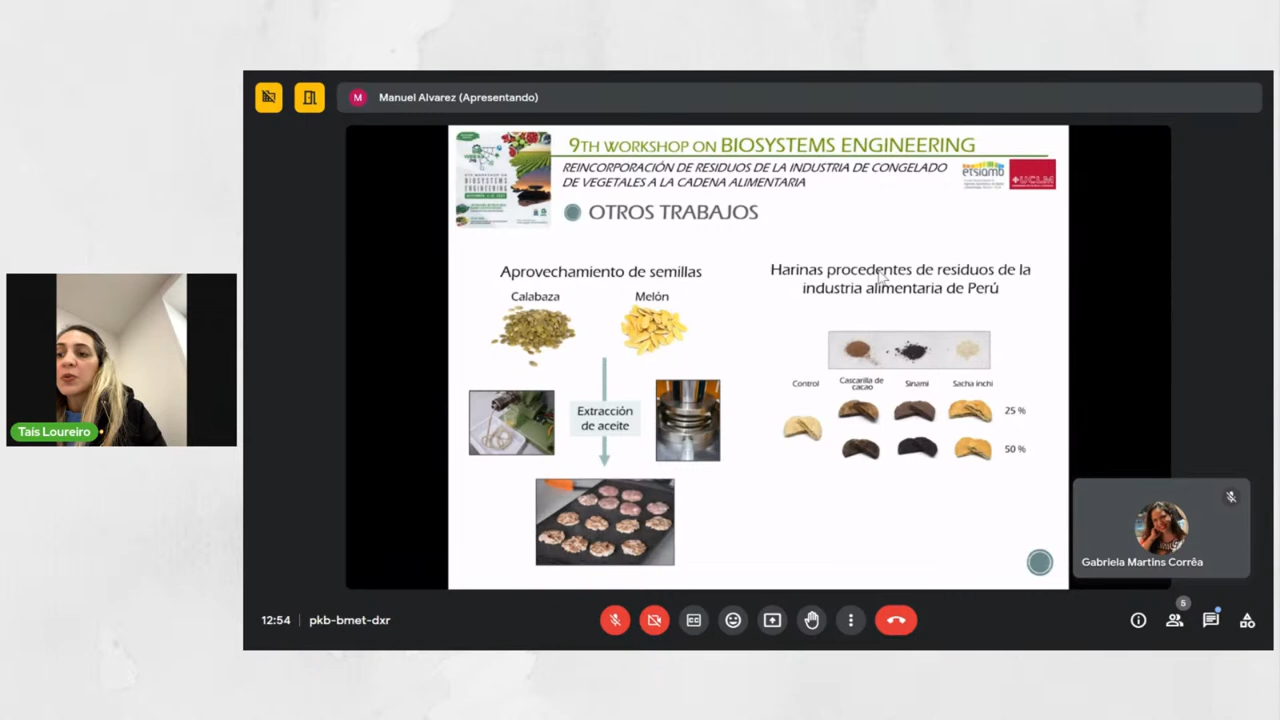 M Manuel Alvarez (Apresentando)
9TH WORKSHOP ON BIOSYSTEMS ENGINEERING
REINCORPORACIÓN DE RESIDUOS DE LA INDUSTRIA DE CONGELADO
DE VEGETALES A LA CADENA ALIMENTARIA
etsiamb
UCLM
BIOSYSTEMS
ENGINEERING
OTROS TRABAJOS
Aprovechamiento de semillas
Calabaza
Melón
Extracción
de aceite
Harinas procedentes de residuos de la
industria alimentaria de Perú
Control
Cascarilla de
cacao
Sinami
Sacha inchi
25 %
50 %
Taís Loureiro
Gabriela Martins Corrêa
12:54
pkb-bmet-dxr
CC
5